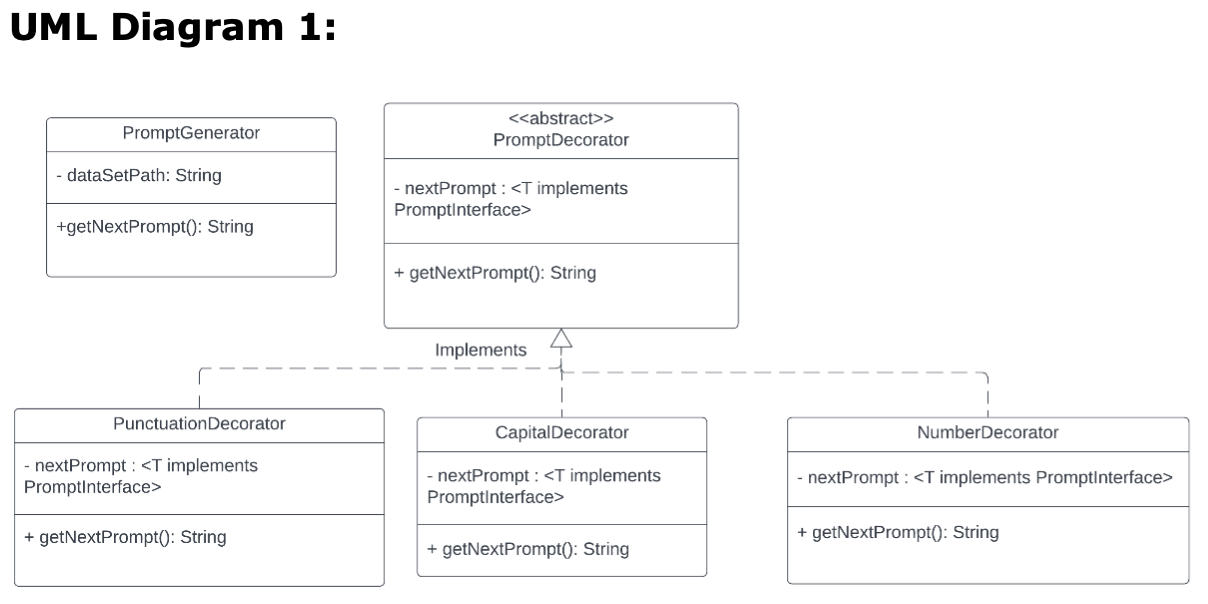 UML Diagram 1:
PromptGenerator
- dataSetPath: String
+getNextPrompt(): String
<<abstract>>
PromptDecorator
- nextPrompt : <T implements
PromptInterface>
+ getNextPrompt(): String
Implements
PunctuationDecorator
- nextPrompt : <T implements
PromptInterface>
+ getNextPrompt(): String
CapitalDecorator
- nextPrompt : <T implements
PromptInterface>
+ getNextPrompt(): String
NumberDecorator
- nextPrompt : <T implements PromptInterface>
+ getNextPrompt(): String